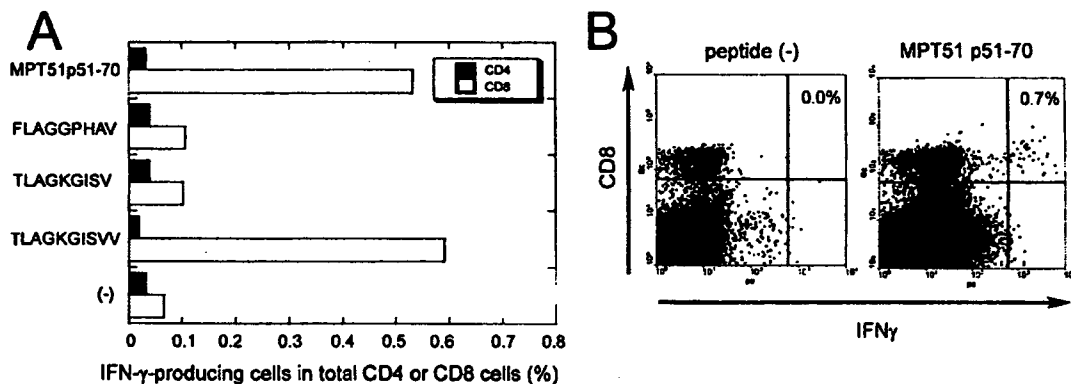 A
MPT51p51-70
FLAGGPHAV
TLAGKGISV
TLAGKGISVV
(-)
CD4
CD8
0 0.1 0.2 0.3 0.4 0.5 0.6 0.7 0.8
IFN-γ-producing cells in total CD4 or CD8 cells (%)
B
peptide (-)
MPT51 p51-70
0.0%
0.7%
CD8
IFNγ